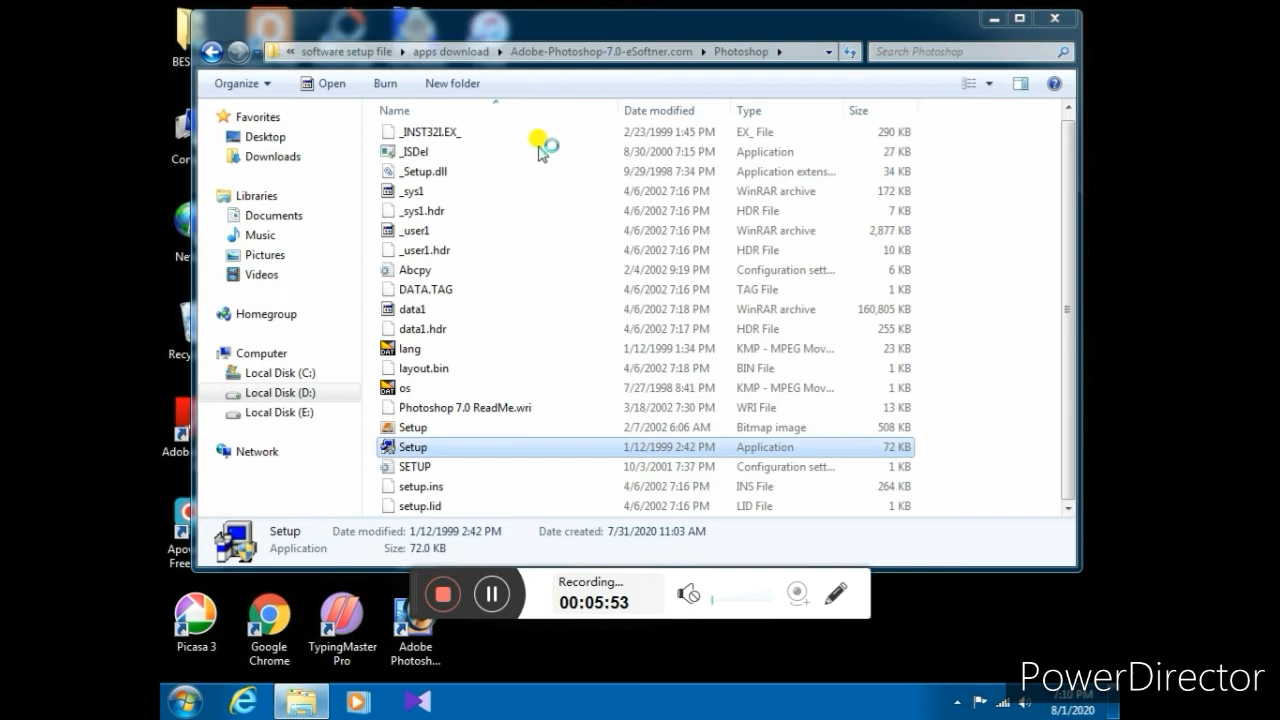 BES
« software setup file ▸ apps download ▸ Adobe-Photoshop-7.0-eSoftner.com ▸ Photoshop ▸
Search Photoshop
Organize Open Burn New folder
Name Date modified Type Size
_INST32I.EX_ 2/23/1999 1:45 PM EX_ File 290 KB
_ISDel 8/30/2000 7:15 PM Application 27 KB
_Setup.dll 9/29/1998 7:34 PM Application extens... 34 KB
_sys1 4/6/2002 7:16 PM WinRAR archive 172 KB
_sys1.hdr 4/6/2002 7:16 PM HDR File 7 KB
_user1 4/6/2002 7:16 PM WinRAR archive 2,877 KB
_user1.hdr 4/6/2002 7:16 PM HDR File 10 KB
Abcpy 2/4/2002 9:19 PM Configuration sett... 6 KB
DATA.TAG 4/6/2002 7:16 PM TAG File 1 KB
data1 4/6/2002 7:18 PM WinRAR archive 160,805 KB
data1.hdr 4/6/2002 7:17 PM HDR File 255 KB
lang 1/12/1999 1:34 PM KMP - MPEG Mov... 23 KB
layout.bin 4/6/2002 7:18 PM BIN File 1 KB
os 7/27/1998 8:41 PM KMP - MPEG Mov... 1 KB
Photoshop 7.0 ReadMe.wri 3/18/2002 7:30 PM WRI File 13 KB
Setup 2/7/2002 6:06 AM Bitmap image 508 KB
Setup 1/12/1999 2:42 PM Application 72 KB
SETUP 10/3/2001 7:37 PM Configuration sett... 1 KB
setup.ins 4/6/2002 7:16 PM INS File 264 KB
setup.lid 4/6/2002 7:16 PM LID File 1 KB
Favorites
Desktop
Downloads
Libraries
Documents
Music
Pictures
Videos
Homegroup
Computer
Local Disk (C:)
Local Disk (D:)
Local Disk (E:)
Network
Con
Ne
Recy
Adob
Apo
Free
Setup Date modified: 1/12/1999 2:42 PM Date created: 7/31/2020 11:03 AM
Application Size: 72.0 KB
Recording...
00:05:53
Picasa 3
Google
Chrome
TypingMaster
Pro
Adobe
Photosh...
PowerDirector
7:10 PM
8/1/2020